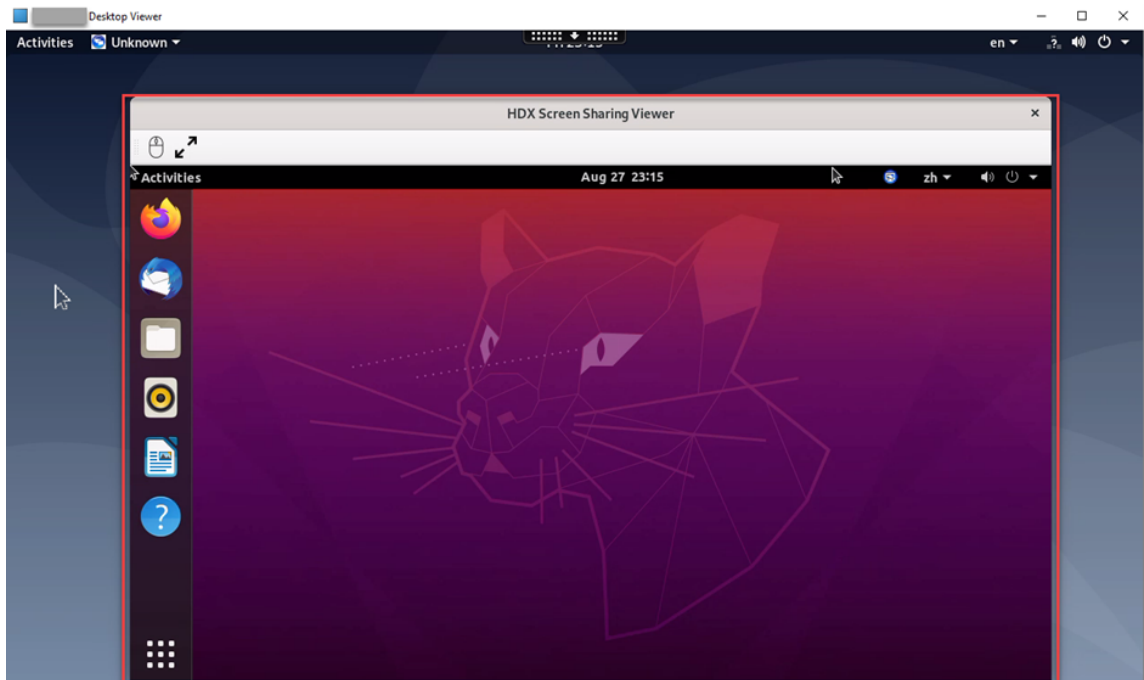 Desktop Viewer
Activities Unknown en
HDX Screen Sharing Viewer
Activities Aug 27 23:15 zh
?